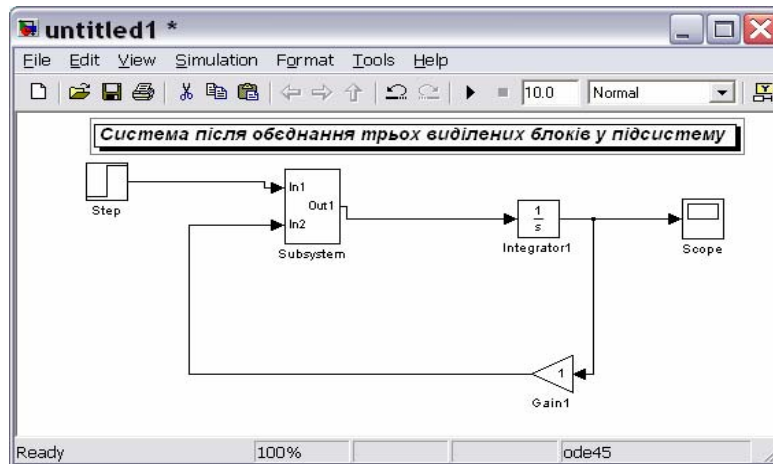 untitled1 *
File Edit View Simulation Format Tools Help
10.0 Normal
Система після обєднання трьох виділених блоків у підсистему
Step
In1
Out1
In2
Subsystem
1
s
Integrator1
Scope
1
Gain1
Ready 100% ode45